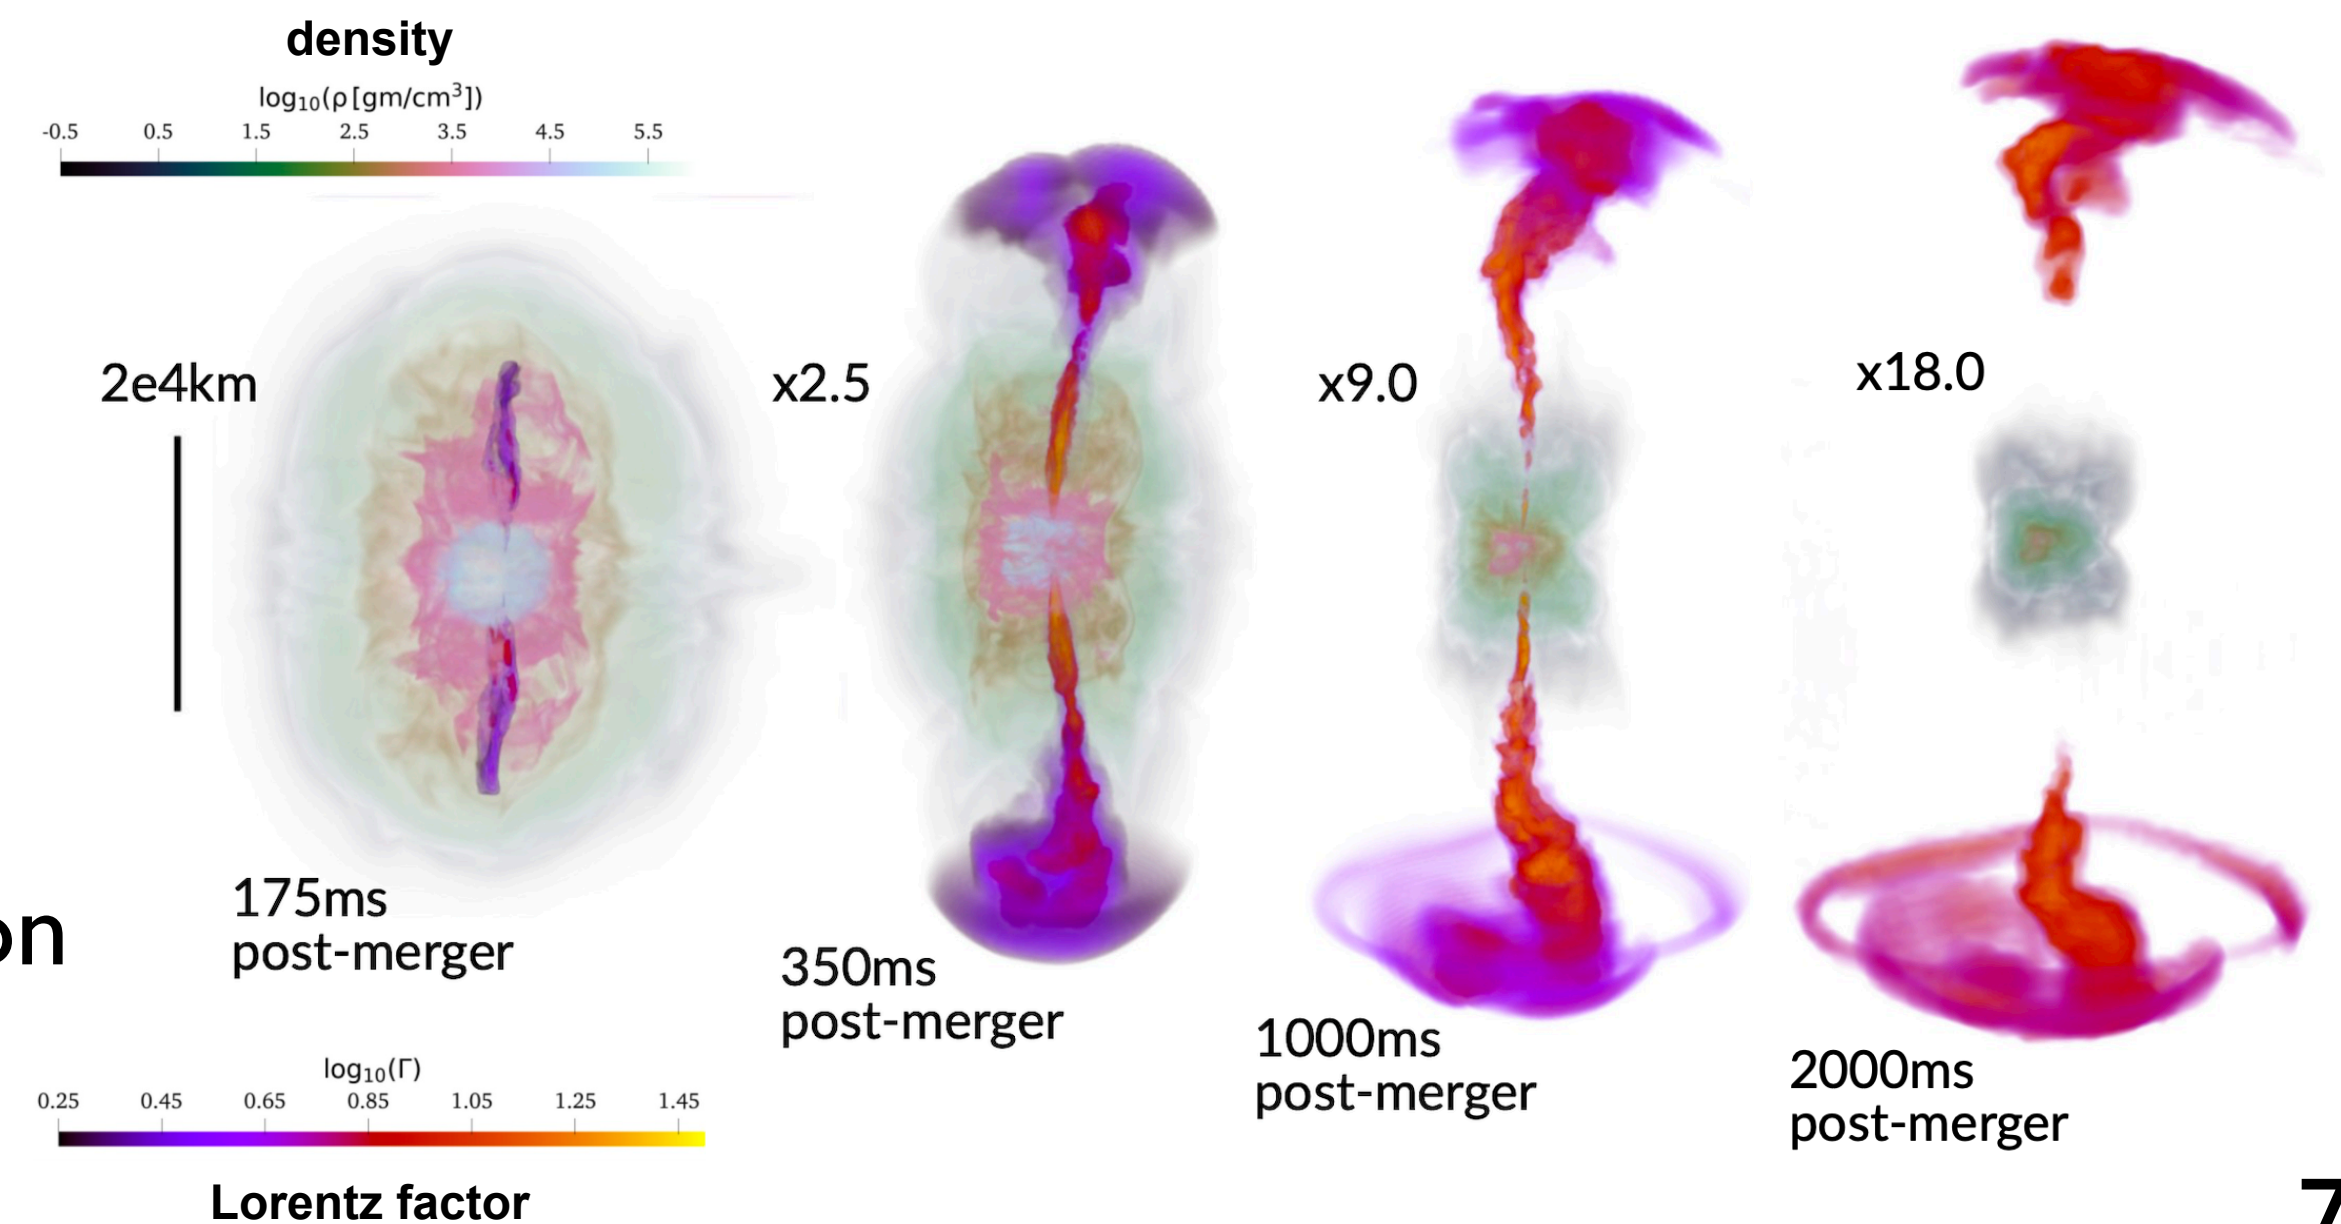 density
log₁₀(ρ[gm/cm³])
-0.5 0.5 1.5 2.5 3.5 4.5 5.5
2e4km
x2.5
x9.0
x18.0
175ms
post-merger
350ms
post-merger
1000ms
post-merger
2000ms
post-merger
on
log₁₀(Γ)
0.25 0.45 0.65 0.85 1.05 1.25 1.45
Lorentz factor
7